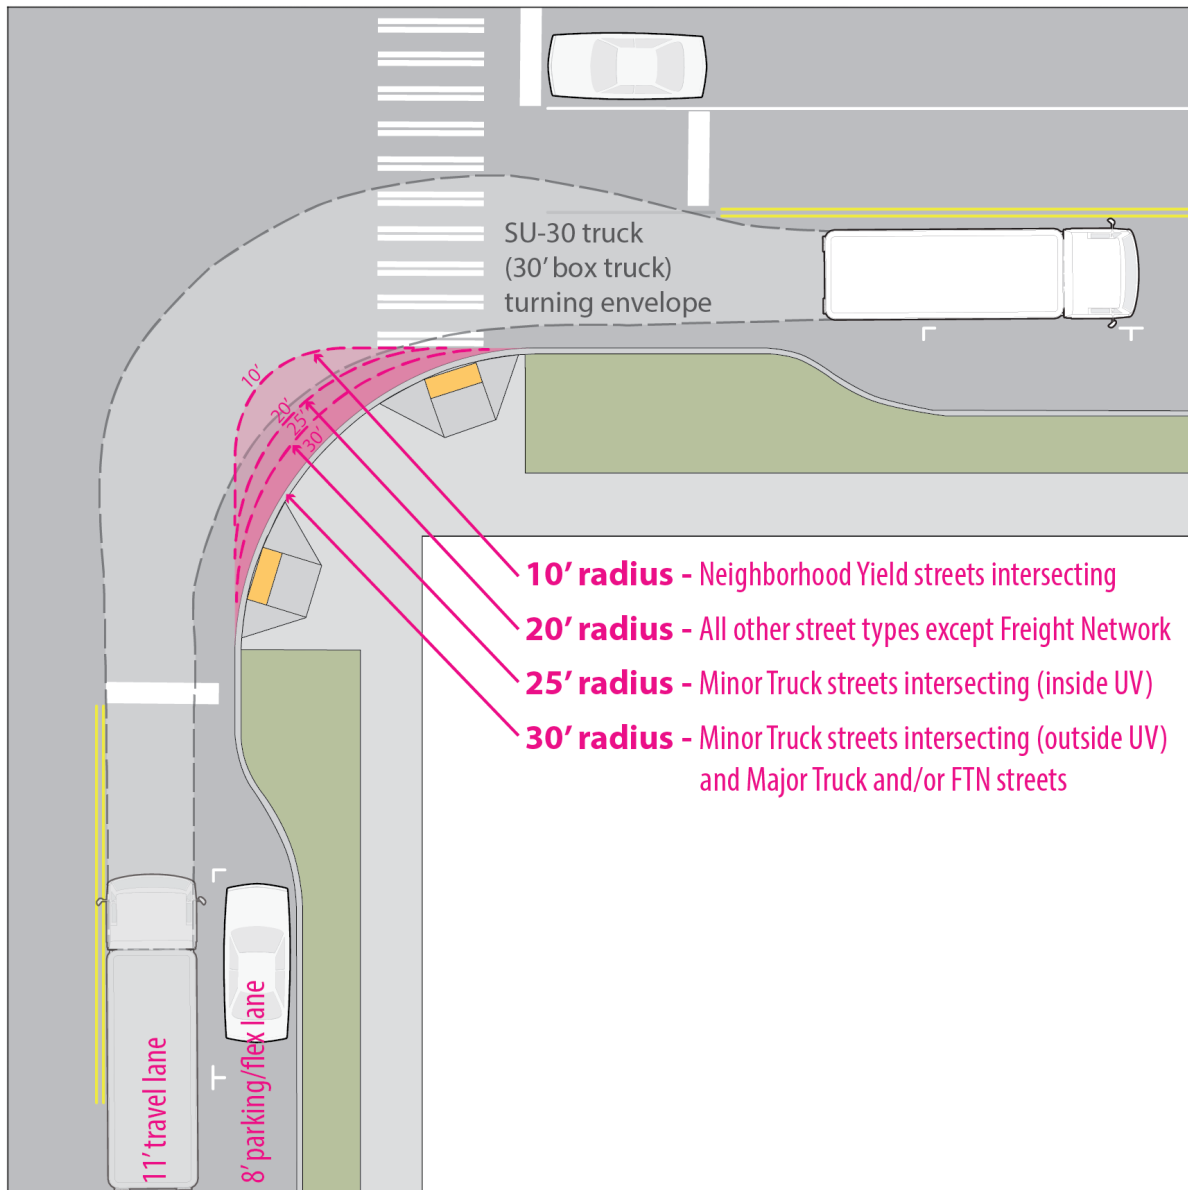 SU-30 truck
(30’ box truck)
turning envelope
10’
20’
25’
30’
10’ radius - Neighborhood Yield streets intersecting
20’ radius - All other street types except Freight Network
25’ radius - Minor Truck streets intersecting (inside UV)
30’ radius - Minor Truck streets intersecting (outside UV)
and Major Truck and/or FTN streets
11’ travel lane
8’ parking/flex lane